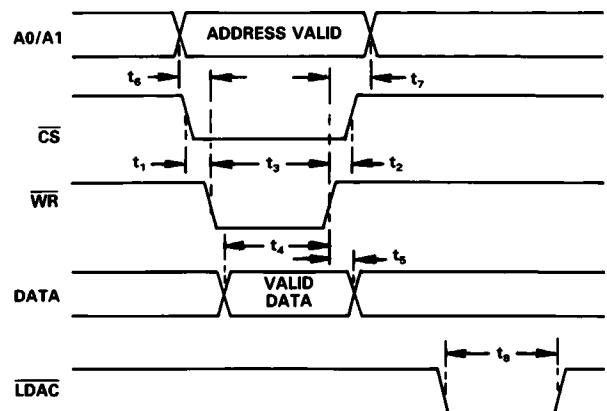 A0/A1
ADDRESS VALID
t6
t7
CS
t1
t3
t2
WR
t4
t5
DATA
VALID
DATA
t8
LDAC